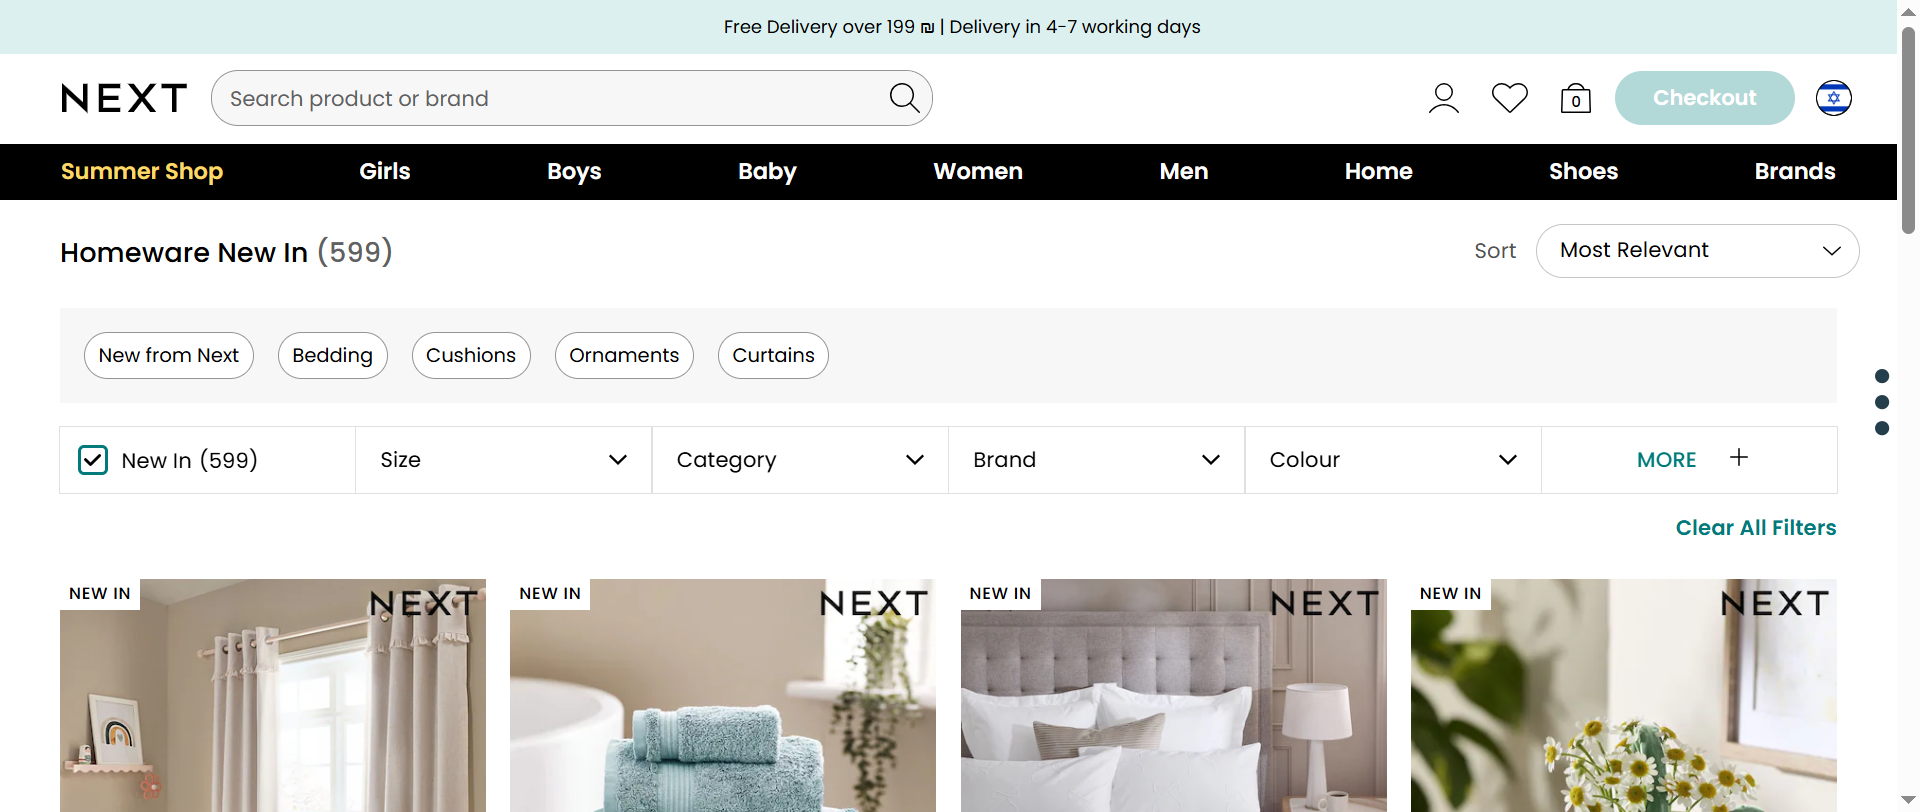 Free Delivery over 199 ₪ | Delivery in 4-7 working days
NEXT
Search product or brand
0
Checkout
Summer Shop
Girls
Boys
Baby
Women
Men
Home
Shoes
Brands
Homeware New In (599)
Sort
Most Relevant
New from Next
Bedding
Cushions
Ornaments
Curtains
New In (599)
Size
Category
Brand
Colour
MORE +
Clear All Filters
NEW IN
NEXT
NEW IN
NEXT
NEW IN
NEXT
NEW IN
NEXT